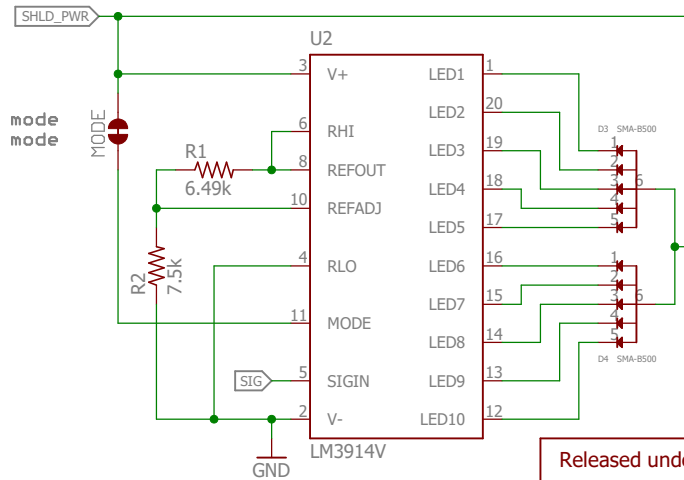 SHLD_PWR
U2
3 V+ LED1 1
LED2 20
mode
mode
MODE
6 RHI
LED3 19
D3 SMA-B500
R1
6.49k
8 REFOUT
LED4 18
1
2
3
4
5
6
10 REFADJ
LED5 17
R2
7.5k
4 RLO LED6 16
LED7 15
1
2
3
4
5
6
11 MODE
LED8 14
D4 SMA-B500
SIG
5 SIGIN LED9 13
2 V- LED10 12
LM3914V
GND
Released unde